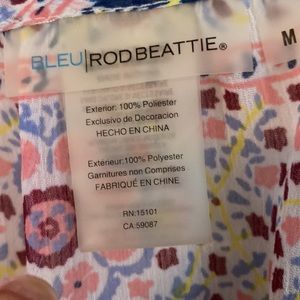 BLEU|ROD BEATTIE®
M
Exterior: 100% Poliester
Exclusivo de Decoracion
HECHO EN CHINA
Extérieur:100% Polyester
Garnitures non Comprises
FABRIQUÉ EN CHINE
RN:15101
CA:59087